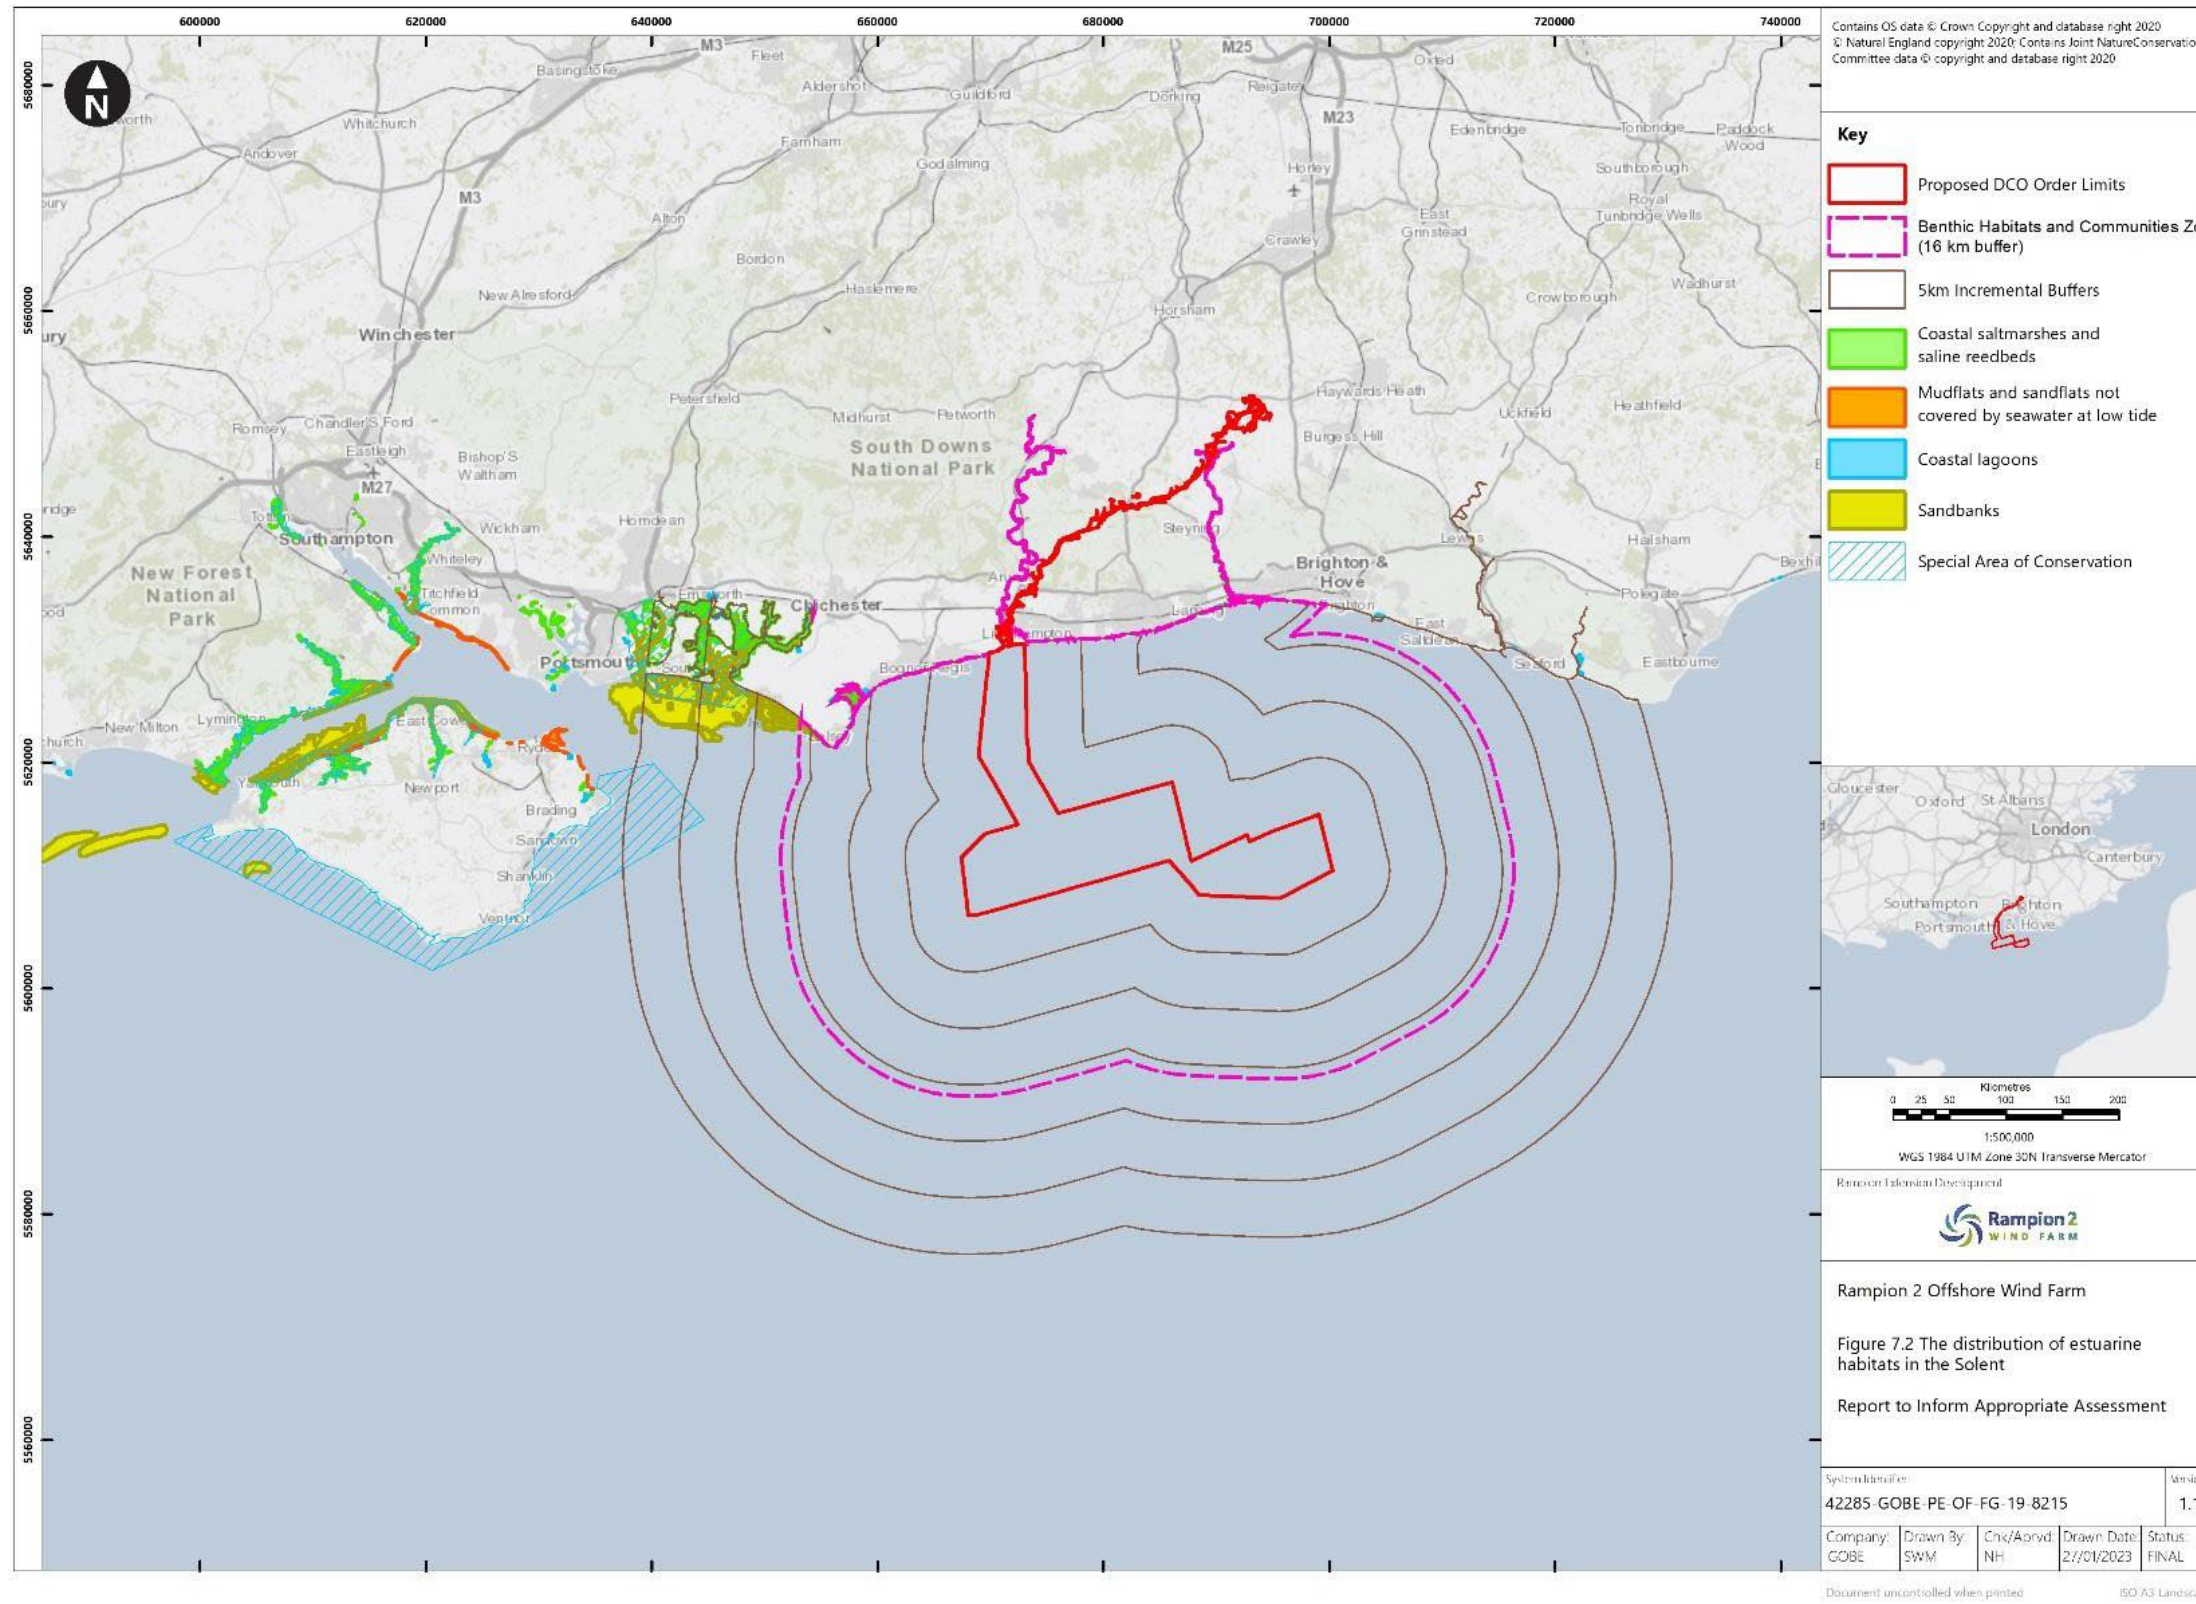 600000 620000 640000 660000 680000 700000 720000 740000
5680000
5660000
5640000
5620000
5600000
5580000
5560000
N
M3
Fleet
M25
Oxted
Basingstoke
Aldershot
Guildford
Dorking
Reigate
M23
Whitchurch
Andover
Farnham
Godalming
Edenbridge
Tonbridge
Paddock
Wood
Horley
Southborough
Royal
Tunbridge Wells
M3
Alton
East
Grinstead
Crawley
Bordon
New Alresford
Haslemere
Horsham
Crowborough
Wadhurst
Winchester
Petersfield
Midhurst
Petworth
Haywards Heath
Uckfield
Heathfield
Romsey
Chandler'S Ford
Eastleigh
Bishop'S
Waltham
South Downs
National Park
Burgess Hill
M27
Wickham
Horndean
Steyning
Southampton
Whiteley
Lewes
Hailsham
New Forest
National
Park
Titchfield
Common
Brighton &
Hove
Polegate
Chichester
Portsmouth
Bognor Regis
East
Saltdean
Seaford
Eastbourne
New Milton
Lymington
East Cowes
Newport
Brading
Sandown
Shanklin
Ventnor
Contains OS data © Crown Copyright and database right 2020
© Natural England copyright 2020; Contains Joint NatureConservatio
Committee data © copyright and database right 2020
Key
Proposed DCO Order Limits
Benthic Habitats and Communities Zo
(16 km buffer)
5km Incremental Buffers
Coastal saltmarshes and
saline reedbeds
Mudflats and sandflats not
covered by seawater at low tide
Coastal lagoons
Sandbanks
Special Area of Conservation
Gloucester
Oxford
St Albans
London
Canterbury
Southampton
Brighton
Portsmouth
& Hove
Kilometres
0 25 50 100 150 200
1:500,000
WGS 1984 UTM Zone 30N Transverse Mercator
Rampion Extension Development
Rampion 2
WIND FARM
Rampion 2 Offshore Wind Farm
Figure 7.2 The distribution of estuarine
habitats in the Solent
Report to Inform Appropriate Assessment
System Identifier
42285-GOBE-PE-OF-FG-19-8215
Company: Drawn By: Chk/Aprvd: Drawn Date: Status:
GOBE SWM NH 27/01/2023 FINAL
Document uncontrolled when printed